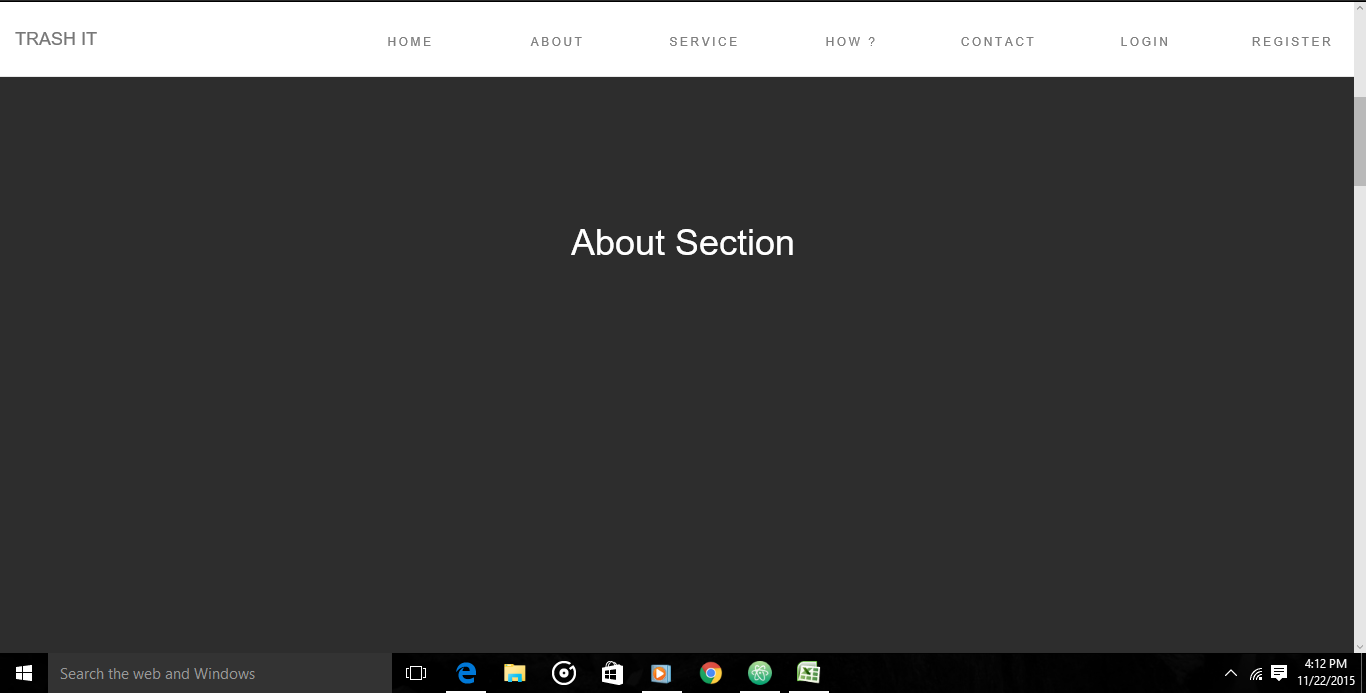 TRASH IT
HOME ABOUT SERVICE HOW ? CONTACT LOGIN REGISTER
About Section
Search the web and Windows
4:12 PM
11/22/2015